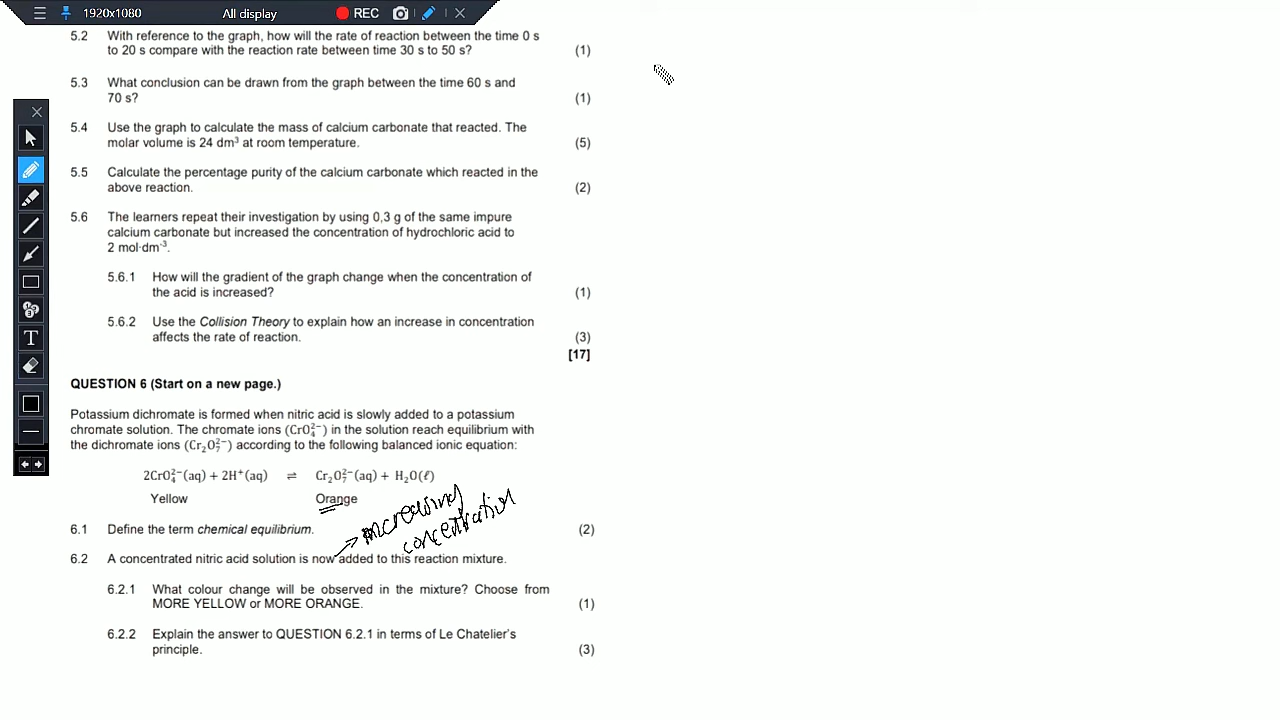 1920x1080 All display REC
5.2 With reference to the graph, how will the rate of reaction between the time 0 s
to 20 s compare with the reaction rate between time 30 s to 50 s? (1)
5.3 What conclusion can be drawn from the graph between the time 60 s and
70 s? (1)
5.4 Use the graph to calculate the mass of calcium carbonate that reacted. The
molar volume is 24 dm³ at room temperature. (5)
5.5 Calculate the percentage purity of the calcium carbonate which reacted in the
above reaction. (2)
5.6 The learners repeat their investigation by using 0,3 g of the same impure
calcium carbonate but increased the concentration of hydrochloric acid to
2 mol·dm⁻³.
5.6.1 How will the gradient of the graph change when the concentration of
the acid is increased? (1)
5.6.2 Use the Collision Theory to explain how an increase in concentration
affects the rate of reaction. (3)
[17]
QUESTION 6 (Start on a new page.)
Potassium dichromate is formed when nitric acid is slowly added to a potassium
chromate solution. The chromate ions (CrO₄²⁻) in the solution reach equilibrium with
the dichromate ions (Cr₂O₇²⁻) according to the following balanced ionic equation:
2CrO₄²⁻(aq) + 2H⁺(aq) ⇌ Cr₂O₇²⁻(aq) + H₂O(ℓ)
Yellow Orange
increasing
concentration
6.1 Define the term chemical equilibrium. (2)
6.2 A concentrated nitric acid solution is now added to this reaction mixture.
6.2.1 What colour change will be observed in the mixture? Choose from
MORE YELLOW or MORE ORANGE. (1)
6.2.2 Explain the answer to QUESTION 6.2.1 in terms of Le Chatelier's
principle. (3)